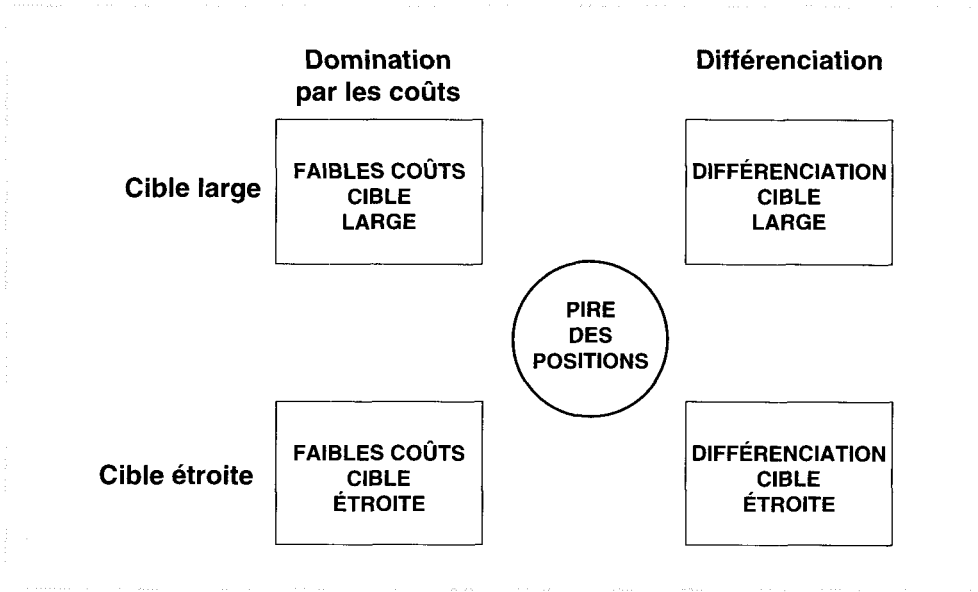 Domination
par les coûts
Différenciation
Cible large
FAIBLES COÛTS
CIBLE
LARGE
DIFFÉRENCIATION
CIBLE
LARGE
PIRE
DES
POSITIONS
Cible étroite
FAIBLES COÛTS
CIBLE
ÉTROITE
DIFFÉRENCIATION
CIBLE
ÉTROITE